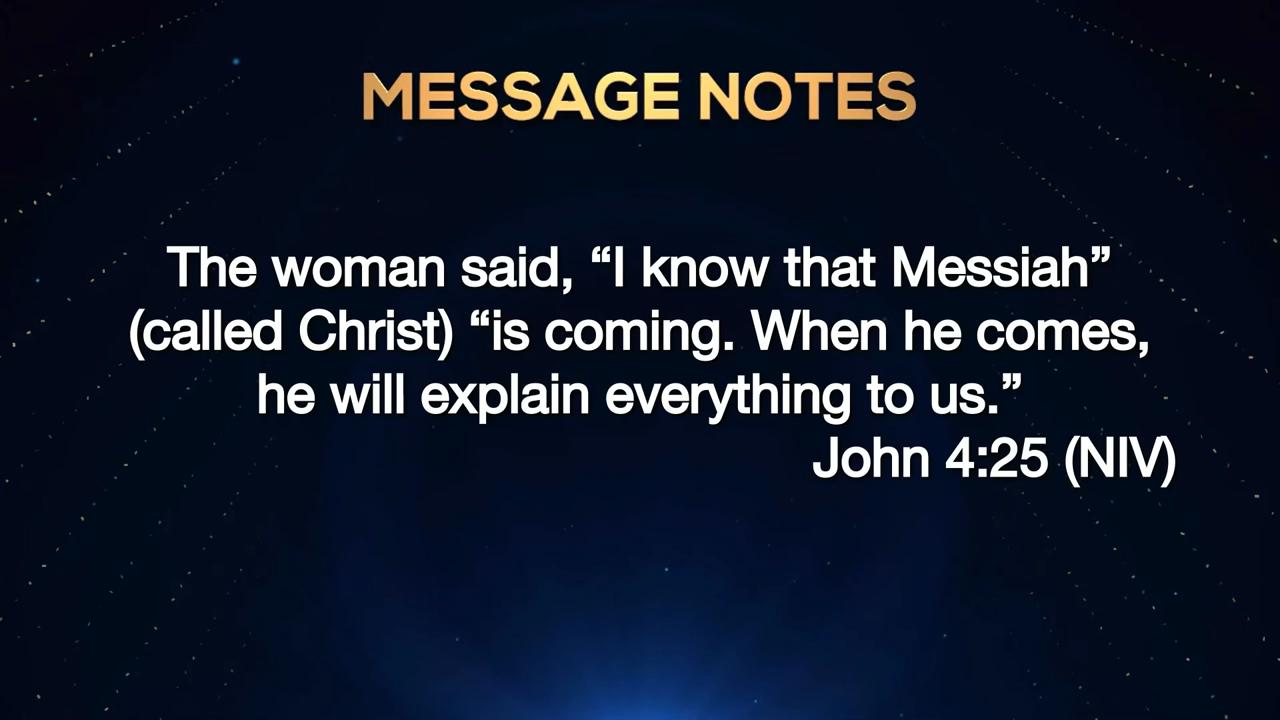 MESSAGE NOTES
The woman said, “I know that Messiah”
(called Christ) “is coming. When he comes,
he will explain everything to us.”
John 4:25 (NIV)